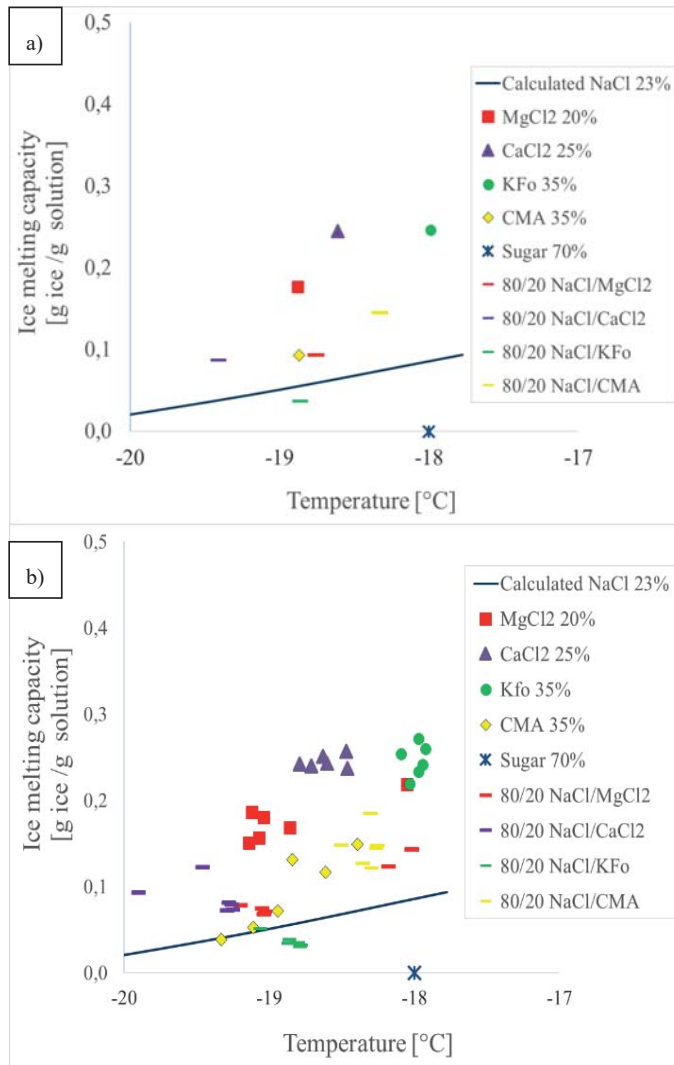 a)
0,5
0,4
0,3
0,2
0,1
0,0
Ice melting capacity
[g ice /g solution]
-20
-19
-18
-17
Temperature [°C]
Calculated NaCl 23%
MgCl2 20%
CaCl2 25%
KFo 35%
CMA 35%
Sugar 70%
80/20 NaCl/MgCl2
80/20 NaCl/CaCl2
80/20 NaCl/KFo
80/20 NaCl/CMA
b)
0,5
0,4
0,3
0,2
0,1
0,0
Ice melting capacity
[g ice /g solution]
-20
-19
-18
-17
Temperature [°C]
Calculated NaCl 23%
MgCl2 20%
CaCl2 25%
Kfo 35%
CMA 35%
Sugar 70%
80/20 NaCl/MgCl2
80/20 NaCl/CaCl2
80/20 NaCl/KFo
80/20 NaCl/CMA